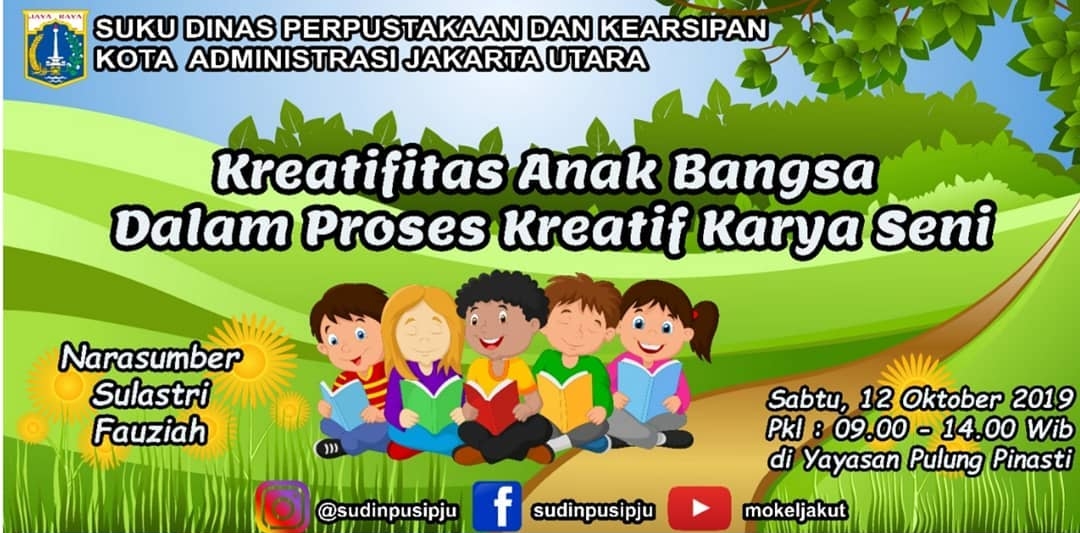 JAYA RAYA
SUKU DINAS PERPUSTAKAAN DAN KEARSIPAN
KOTA ADMINISTRASI JAKARTA UTARA
Kreatifitas Anak Bangsa
Dalam Proses Kreatif Karya Seni
Narasumber
Sulastri
Fauziah
Sabtu, 12 Oktober 2019
Pkl : 09.00 - 14.00 Wib
di Yayasan Pulung Pinasti
@sudinpusipju
sudinpusipju
mokeljakut